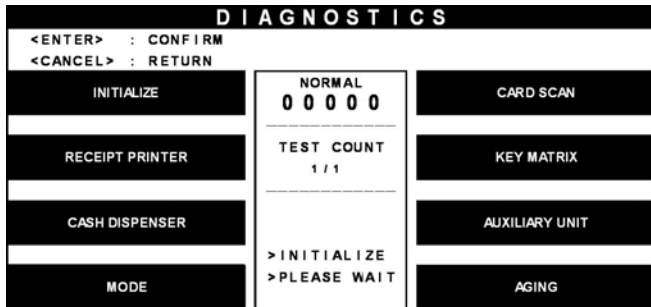 DIAGNOSTICS
<ENTER> : CONFIRM
<CANCEL> : RETURN
INITIALIZE
NORMAL
00000
CARD SCAN
RECEIPT PRINTER
TEST COUNT
1/1
KEY MATRIX
CASH DISPENSER
AUXILIARY UNIT
>INITIALIZE
>PLEASE WAIT
MODE
AGING